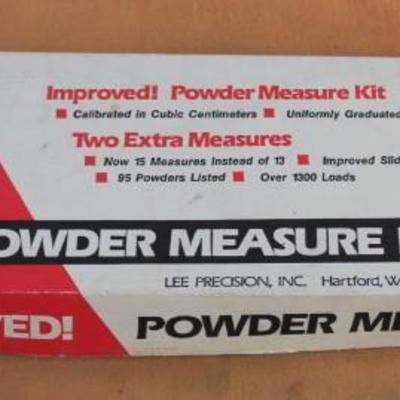 Improved! Powder Measure Kit
Calibrated in Cubic Centimeters Uniformly Graduated
Two Extra Measures
Now 15 Measures Instead of 13 Improved Slid
95 Powders Listed Over 1300 Loads
OWDER MEASURE
LEE PRECISION, INC. Hartford, W
VED! POWDER ME